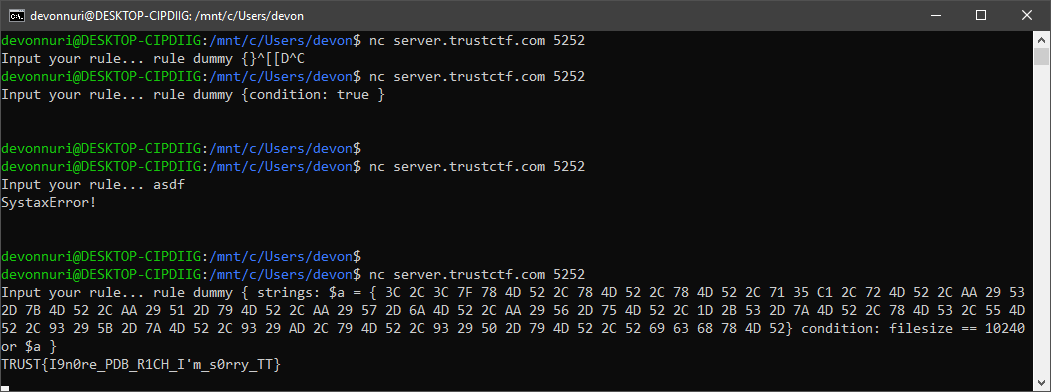 devonnuri@DESKTOP-CIPDIIG: /mnt/c/Users/devon
devonnuri@DESKTOP-CIPDIIG:/mnt/c/Users/devon$ nc server.trustctf.com 5252
Input your rule... rule dummy {}^[[D^C
devonnuri@DESKTOP-CIPDIIG:/mnt/c/Users/devon$ nc server.trustctf.com 5252
Input your rule... rule dummy {condition: true }
devonnuri@DESKTOP-CIPDIIG:/mnt/c/Users/devon$
devonnuri@DESKTOP-CIPDIIG:/mnt/c/Users/devon$ nc server.trustctf.com 5252
Input your rule... asdf
SystaxError!
devonnuri@DESKTOP-CIPDIIG:/mnt/c/Users/devon$
devonnuri@DESKTOP-CIPDIIG:/mnt/c/Users/devon$ nc server.trustctf.com 5252
Input your rule... rule dummy { strings: $a = { 3C 2C 3C 7F 78 4D 52 2C 78 4D 52 2C 78 4D 52 2C 71 35 C1 2C 72 4D 52 2C AA 29 53
2D 7B 4D 52 2C AA 29 51 2D 79 4D 52 2C AA 29 57 2D 6A 4D 52 2C AA 29 56 2D 75 4D 52 2C 1D 2B 53 2D 7A 4D 52 2C 78 4D 53 2C 55 4D
52 2C 93 29 5B 2D 7A 4D 52 2C 93 29 AD 2C 79 4D 52 2C 93 29 50 2D 79 4D 52 2C 52 69 63 68 78 4D 52} condition: filesize == 10240
or $a }
TRUST{I9n0re_PDB_R1CH_I'm_s0rry_TT}